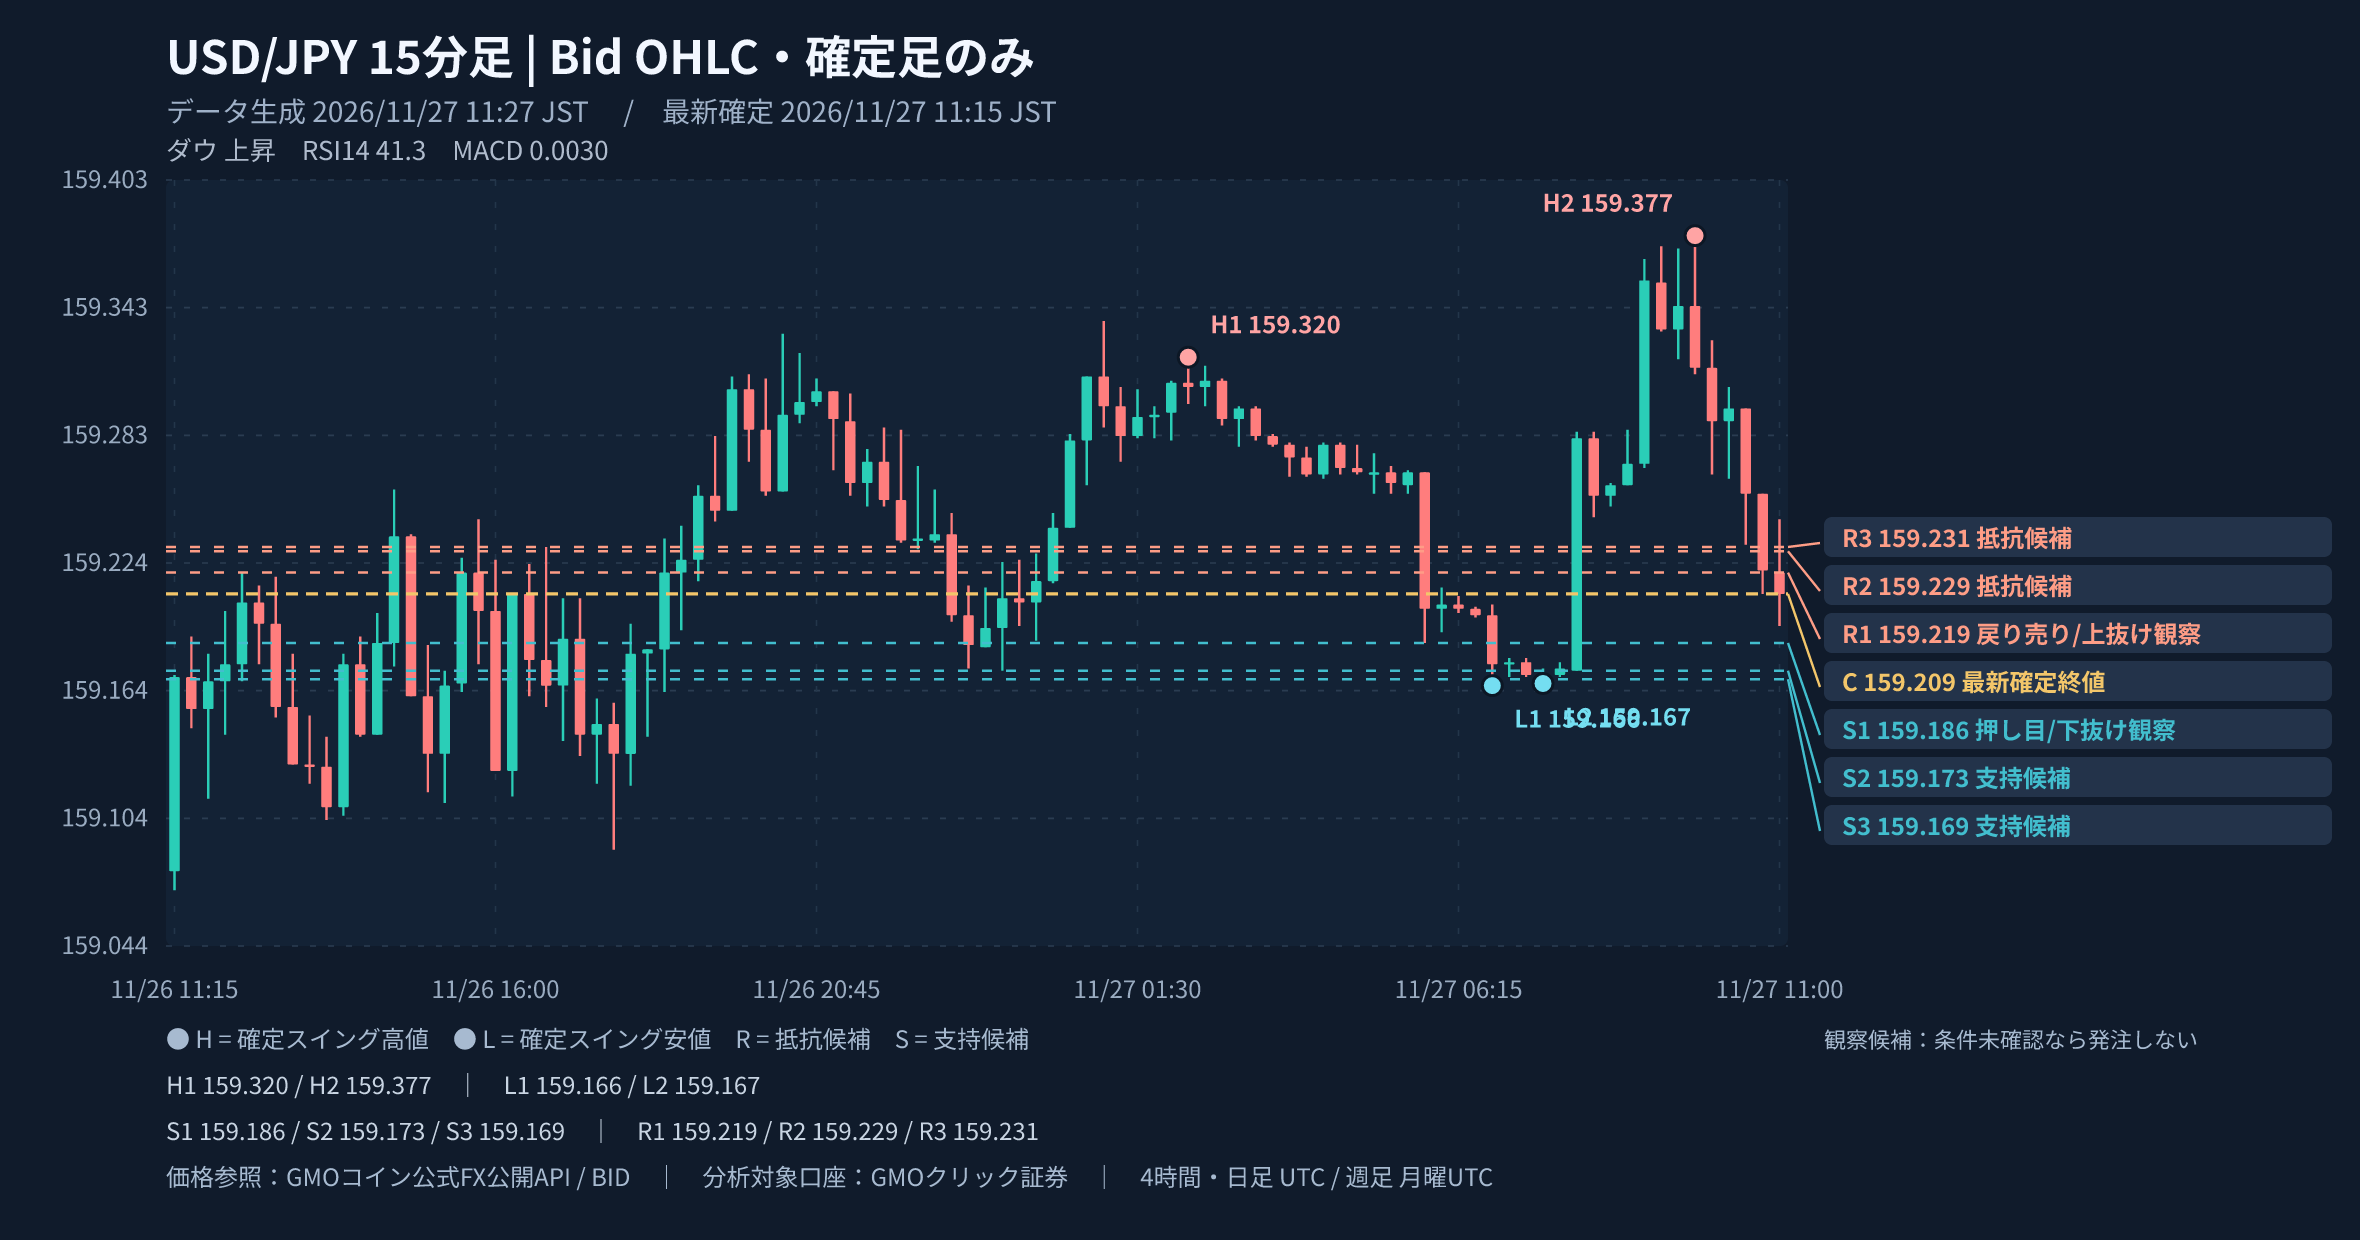 USD/JPY 15分足 | Bid OHLC・確定足のみ
データ生成 2026/11/27 11:27 JST / 最新確定 2026/11/27 11:15 JST
ダウ 上昇 RSI14 41.3 MACD 0.0030
159.403
159.343
159.283
159.224
159.164
159.104
159.044
H2 159.377
H1 159.320
L1 159.166
L2 159.167
R3 159.231 抵抗候補
R2 159.229 抵抗候補
R1 159.219 戻り売り/上抜け観察
C 159.209 最新確定終値
S1 159.186 押し目/下抜け観察
S2 159.173 支持候補
S3 159.169 支持候補
11/26 11:15
11/26 16:00
11/26 20:45
11/27 01:30
11/27 06:15
11/27 11:00
H = 確定スイング高値 L = 確定スイング安値 R = 抵抗候補 S = 支持候補
観察候補：条件未確認なら発注しない
H1 159.320 / H2 159.377 ｜ L1 159.166 / L2 159.167
S1 159.186 / S2 159.173 / S3 159.169 ｜ R1 159.219 / R2 159.229 / R3 159.231
価格参照：GMOコイン公式FX公開API / BID ｜ 分析対象口座：GMOクリック証券 ｜ 4時間・日足 UTC / 週足 月曜UTC